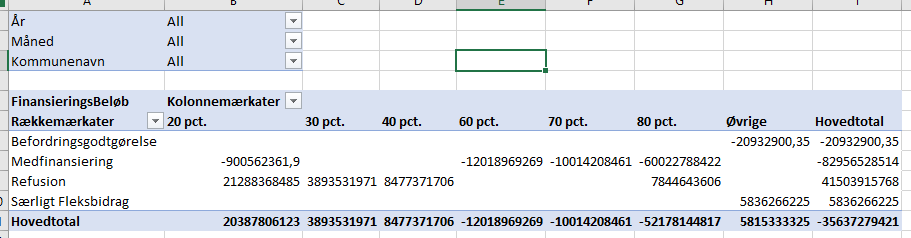 A B C D E F G H I
År All
Måned All
Kommunenavn All
FinansieringsBeløb Kolonnemærkater
Rækkemærkater 20 pct. 30 pct. 40 pct. 60 pct. 70 pct. 80 pct. Øvrige Hovedtotal
Befordringsgodtgørelse -20932900,35 -20932900,35
Medfinansiering -900562361,9 -12018969269 -10014208461 -60022788422 -82956528514
Refusion 21288368485 3893531971 8477371706 7844643606 41503915768
Særligt Fleksbidrag 5836266225 5836266225
Hovedtotal 20387806123 3893531971 8477371706 -12018969269 -10014208461 -52178144817 5815333325 -35637279421